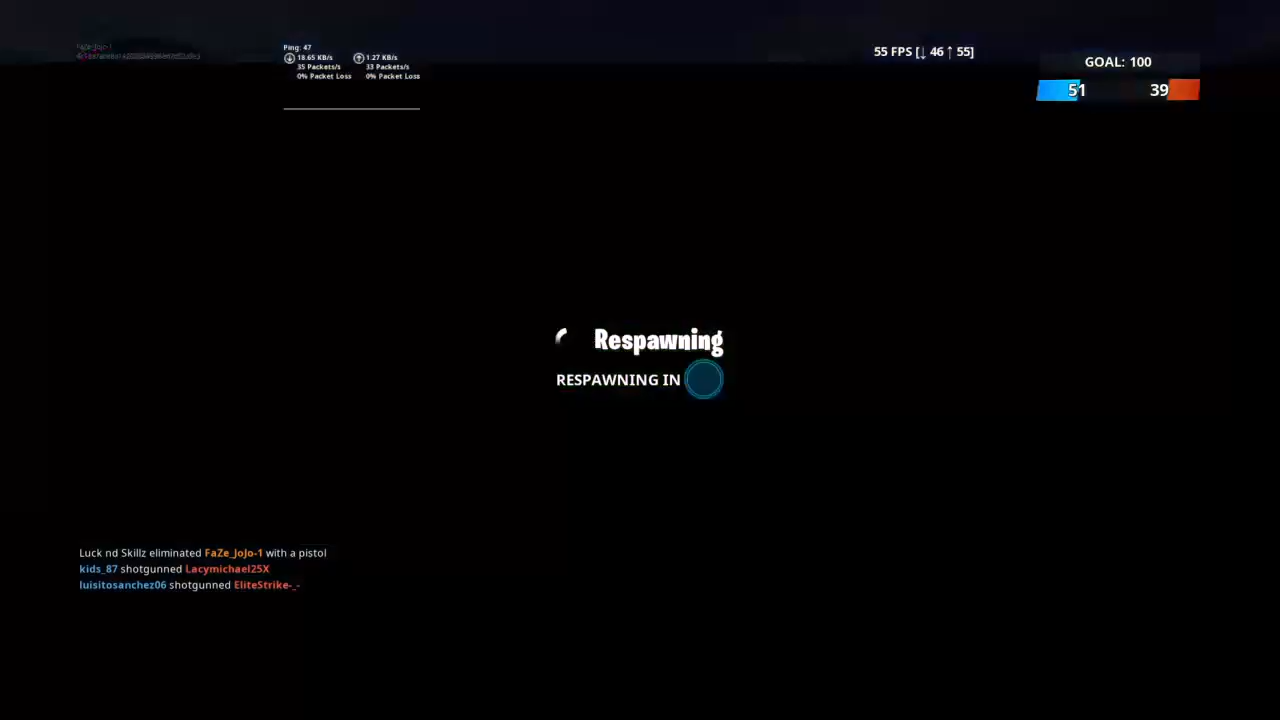 FaZe_JoJo-1
Ping: 47
18.65 KB/s
1.27 KB/s
35 Packets/s
33 Packets/s
0% Packet Loss
0% Packet Loss
55 FPS [↓ 46 ↑ 55]
GOAL: 100
51
39
Respawning
RESPAWNING IN
Luck nd Skillz eliminated FaZe_JoJo-1 with a pistol
kids_87 shotgunned Lacymichael25X
luisitosanchez06 shotgunned EliteStrike-_-